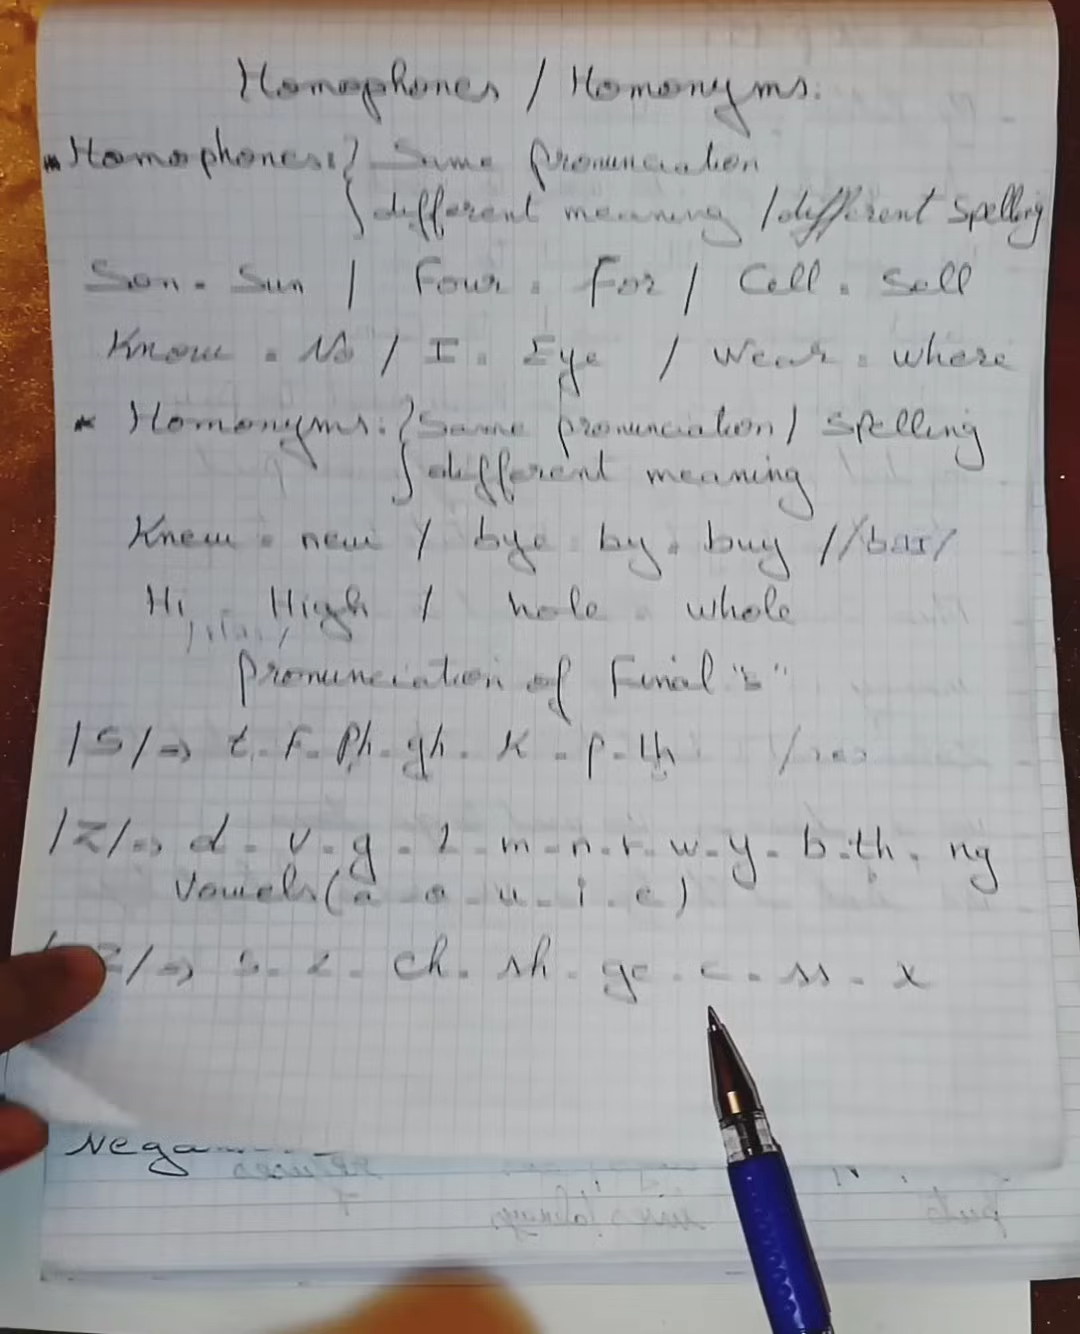 Homophones / Homonyms.
* Homophones: { Same pronunciation
{ different meaning / different spelling
Son - Sun / Four - For / Cell - Sell
Know - No / I - Eye / Wear - where
* Homonyms: { Same pronunciation / spelling
{ different meaning
Knew - new / bye - by - buy //baI/
Hi - High / hole - whole
pronunciation of Final "s"
/S/ => t - F - Ph - gh - K - p - th
/Z/ => d - v - g - l - m - n - r - w - y - b - th - ng
Vowels (a - o - u - i - e)
Z/ => s - z - ch - sh - ge - c - ss - x
Nega